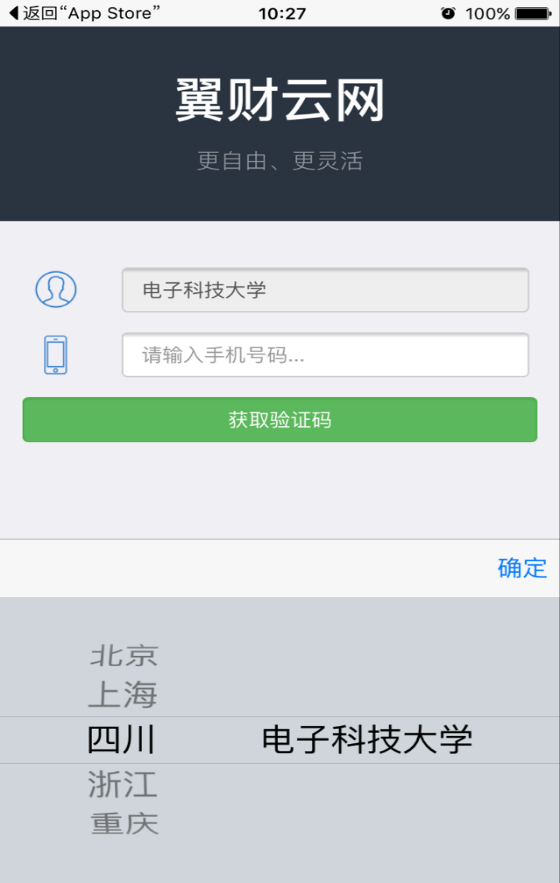 返回“App Store” 10:27 100%
翼财云网
更自由、更灵活
电子科技大学
请输入手机号码...
获取验证码
确定
北京
上海
四川 电子科技大学
浙江
重庆